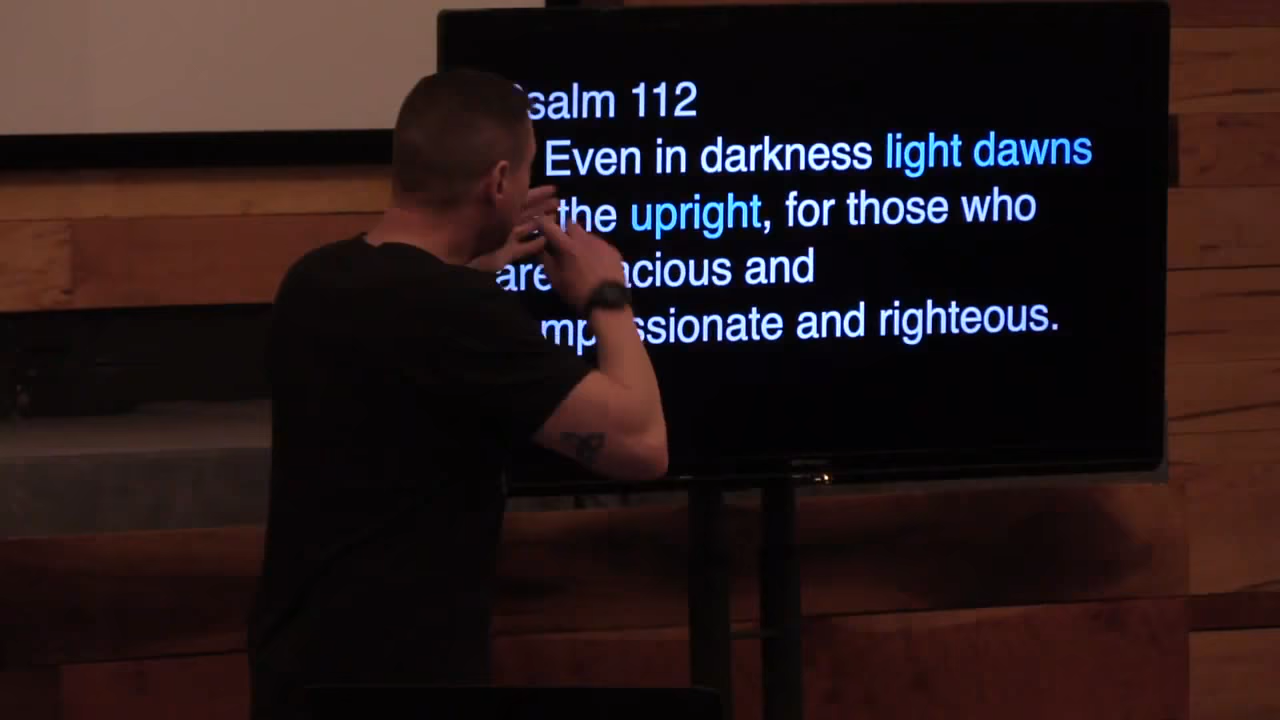 salm 112
Even in darkness light dawns
the upright, for those who
are acious and
mp ssionate and righteous.